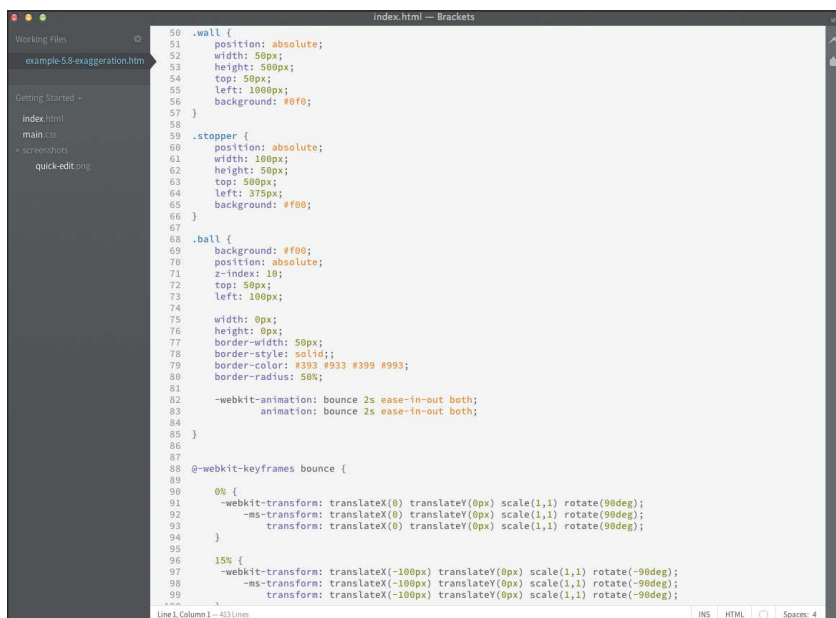 index.html — Brackets
Working Files
example-5.8-exaggeration.htm
Getting Started
index.html
main.css
screenshots
quick-edit.png
50 .wall {
51 position: absolute;
52 width: 50px;
53 height: 500px;
54 top: 50px;
55 left: 1000px;
56 background: #0f0;
57 }
58
59 .stopper {
60 position: absolute;
61 width: 100px;
62 height: 50px;
63 top: 500px;
64 left: 375px;
65 background: #f00;
66 }
67
68 .ball {
69 background: #f00;
70 position: absolute;
71 z-index: 10;
72 top: 50px;
73 left: 100px;
74
75 width: 0px;
76 height: 0px;
77 border-width: 50px;
78 border-style: solid;;
79 border-color: #393 #933 #399 #993;
80 border-radius: 50%;
81
82 -webkit-animation: bounce 2s ease-in-out both;
83 animation: bounce 2s ease-in-out both;
84
85 }
86
87
88 @-webkit-keyframes bounce {
89
90 0% {
91 -webkit-transform: translateX(0) translateY(0px) scale(1,1) rotate(90deg);
92 -ms-transform: translateX(0) translateY(0px) scale(1,1) rotate(90deg);
93 transform: translateX(0) translateY(0px) scale(1,1) rotate(90deg);
94 }
95
96 15% {
97 -webkit-transform: translateX(-100px) translateY(0px) scale(1,1) rotate(-90deg);
98 -ms-transform: translateX(-100px) translateY(0px) scale(1,1) rotate(-90deg);
99 transform: translateX(-100px) translateY(0px) scale(1,1) rotate(-90deg);
Line 1, Column 1 — 413 Lines
INS HTML Spaces: 4